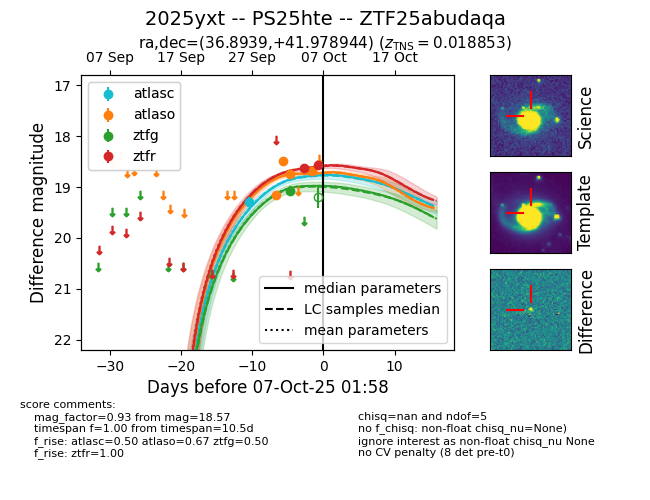 2025yxt -- PS25hte -- ZTF25abudaqa
ra,dec=(36.8939,+41.978944) (z_TNS = 0.018853)
07 Sep 17 Sep 27 Sep 07 Oct 17 Oct
17
18
19
20
21
22
Difference magnitude
atlasc
atlaso
ztfg
ztfr
median parameters
LC samples median
mean parameters
−30 −20 −10 0 10
Days before 07-Oct-25 01:58
Science
Template
Difference
score comments:
mag_factor=0.93 from mag=18.57
timespan f=1.00 from timespan=10.5d
f_rise: atlasc=0.50 atlaso=0.67 ztfg=0.50
f_rise: ztfr=1.00
chisq=nan and ndof=5
no f_chisq: non-float chisq_nu=None)
ignore interest as non-float chisq_nu None
no CV penalty (8 det pre-t0)